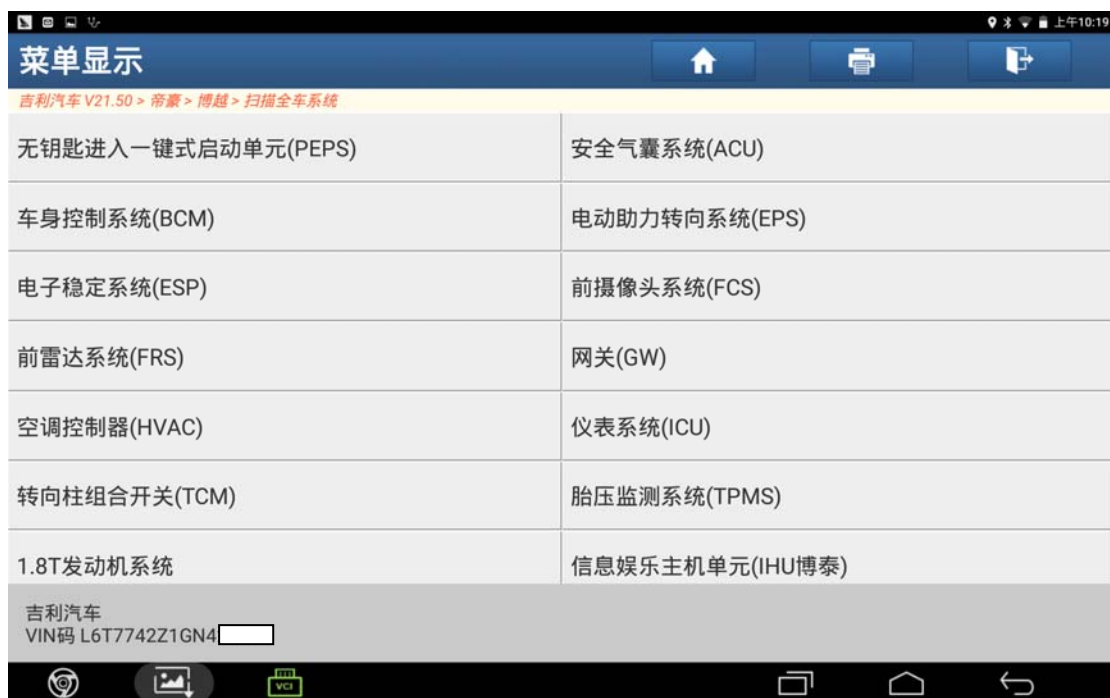 上午10:19
菜单显示
吉利汽车 V21.50 > 帝豪 > 博越 > 扫描全车系统
无钥匙进入一键式启动单元(PEPS)
安全气囊系统(ACU)
车身控制系统(BCM)
电动助力转向系统(EPS)
电子稳定系统(ESP)
前摄像头系统(FCS)
前雷达系统(FRS)
网关(GW)
空调控制器(HVAC)
仪表系统(ICU)
转向柱组合开关(TCM)
胎压监测系统(TPMS)
1.8T发动机系统
信息娱乐主机单元(IHU博泰)
吉利汽车
VIN码 L6T7742Z1GN4
VCI